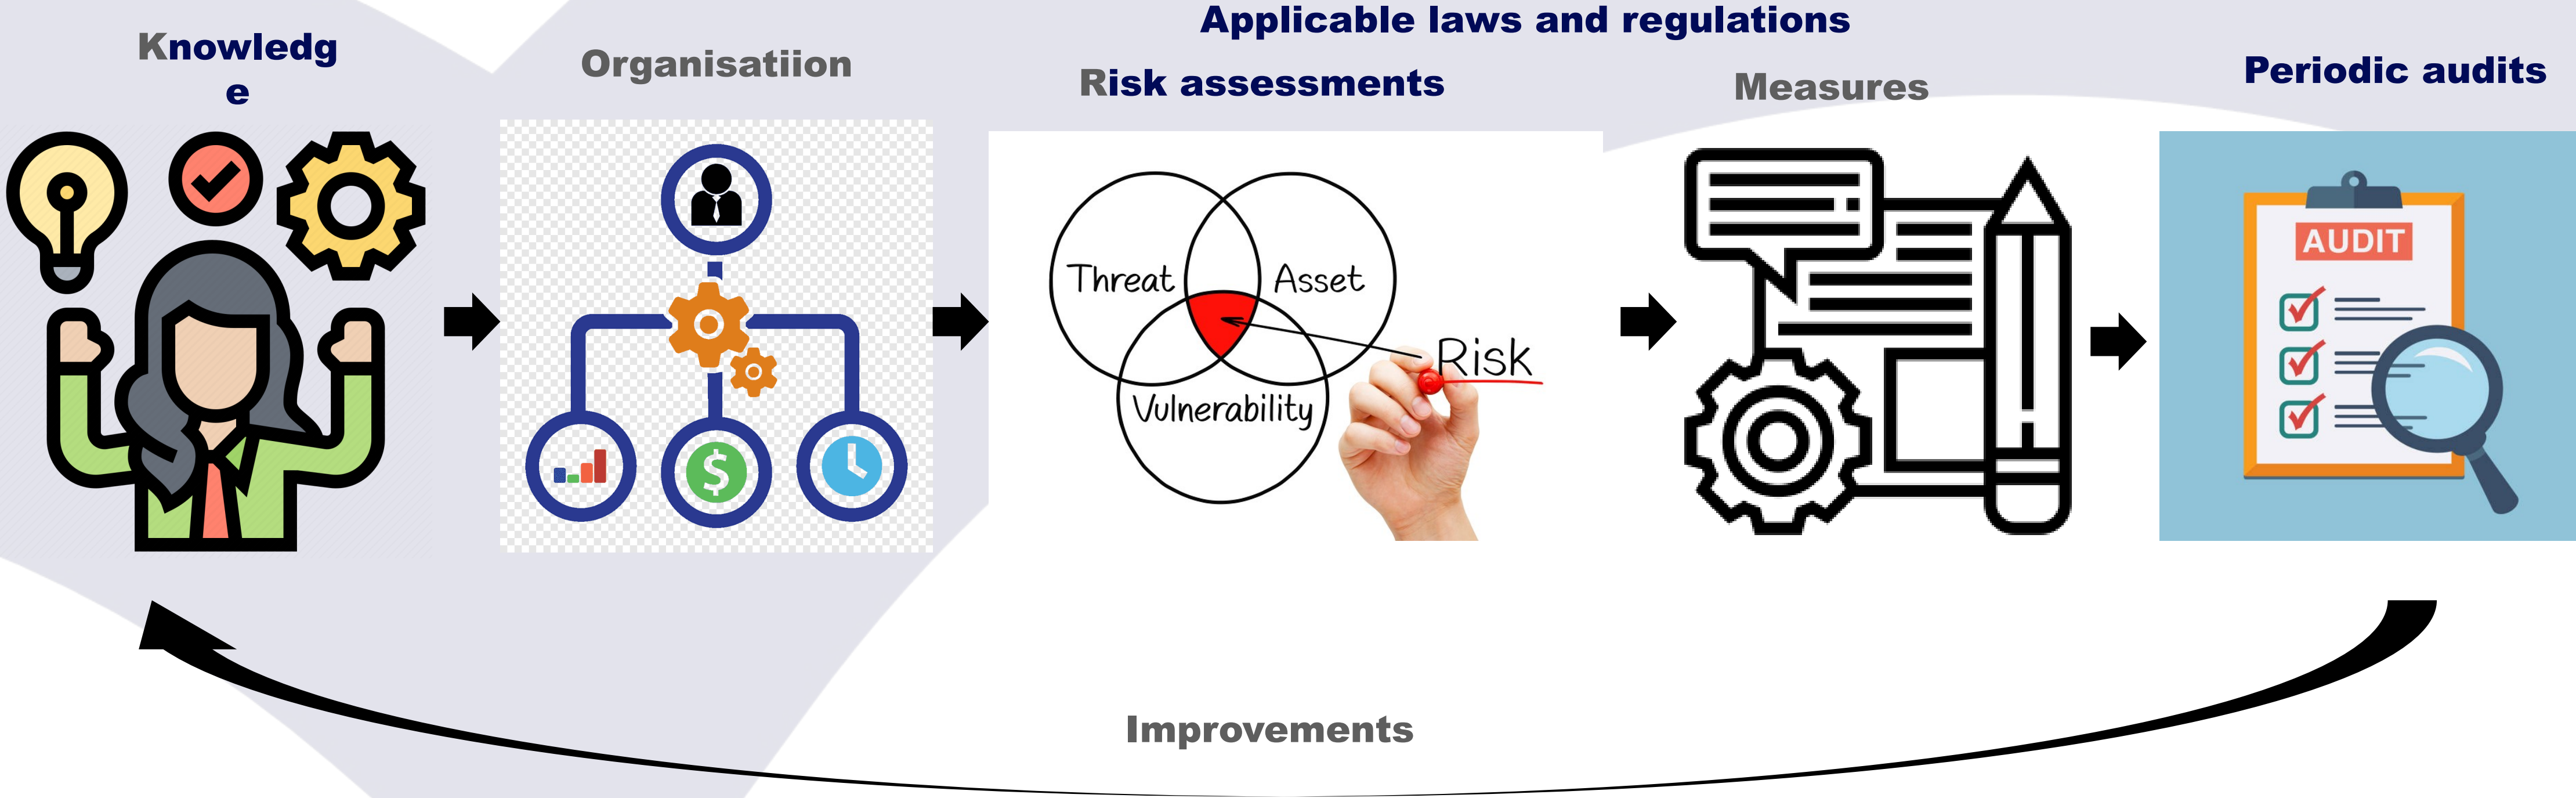 Applicable laws and regulations
Knowledg
e
Organisatiion
Risk assessments
Measures
Periodic audits
Threat
Asset
Risk
Vulnerability
AUDIT
$
Improvements